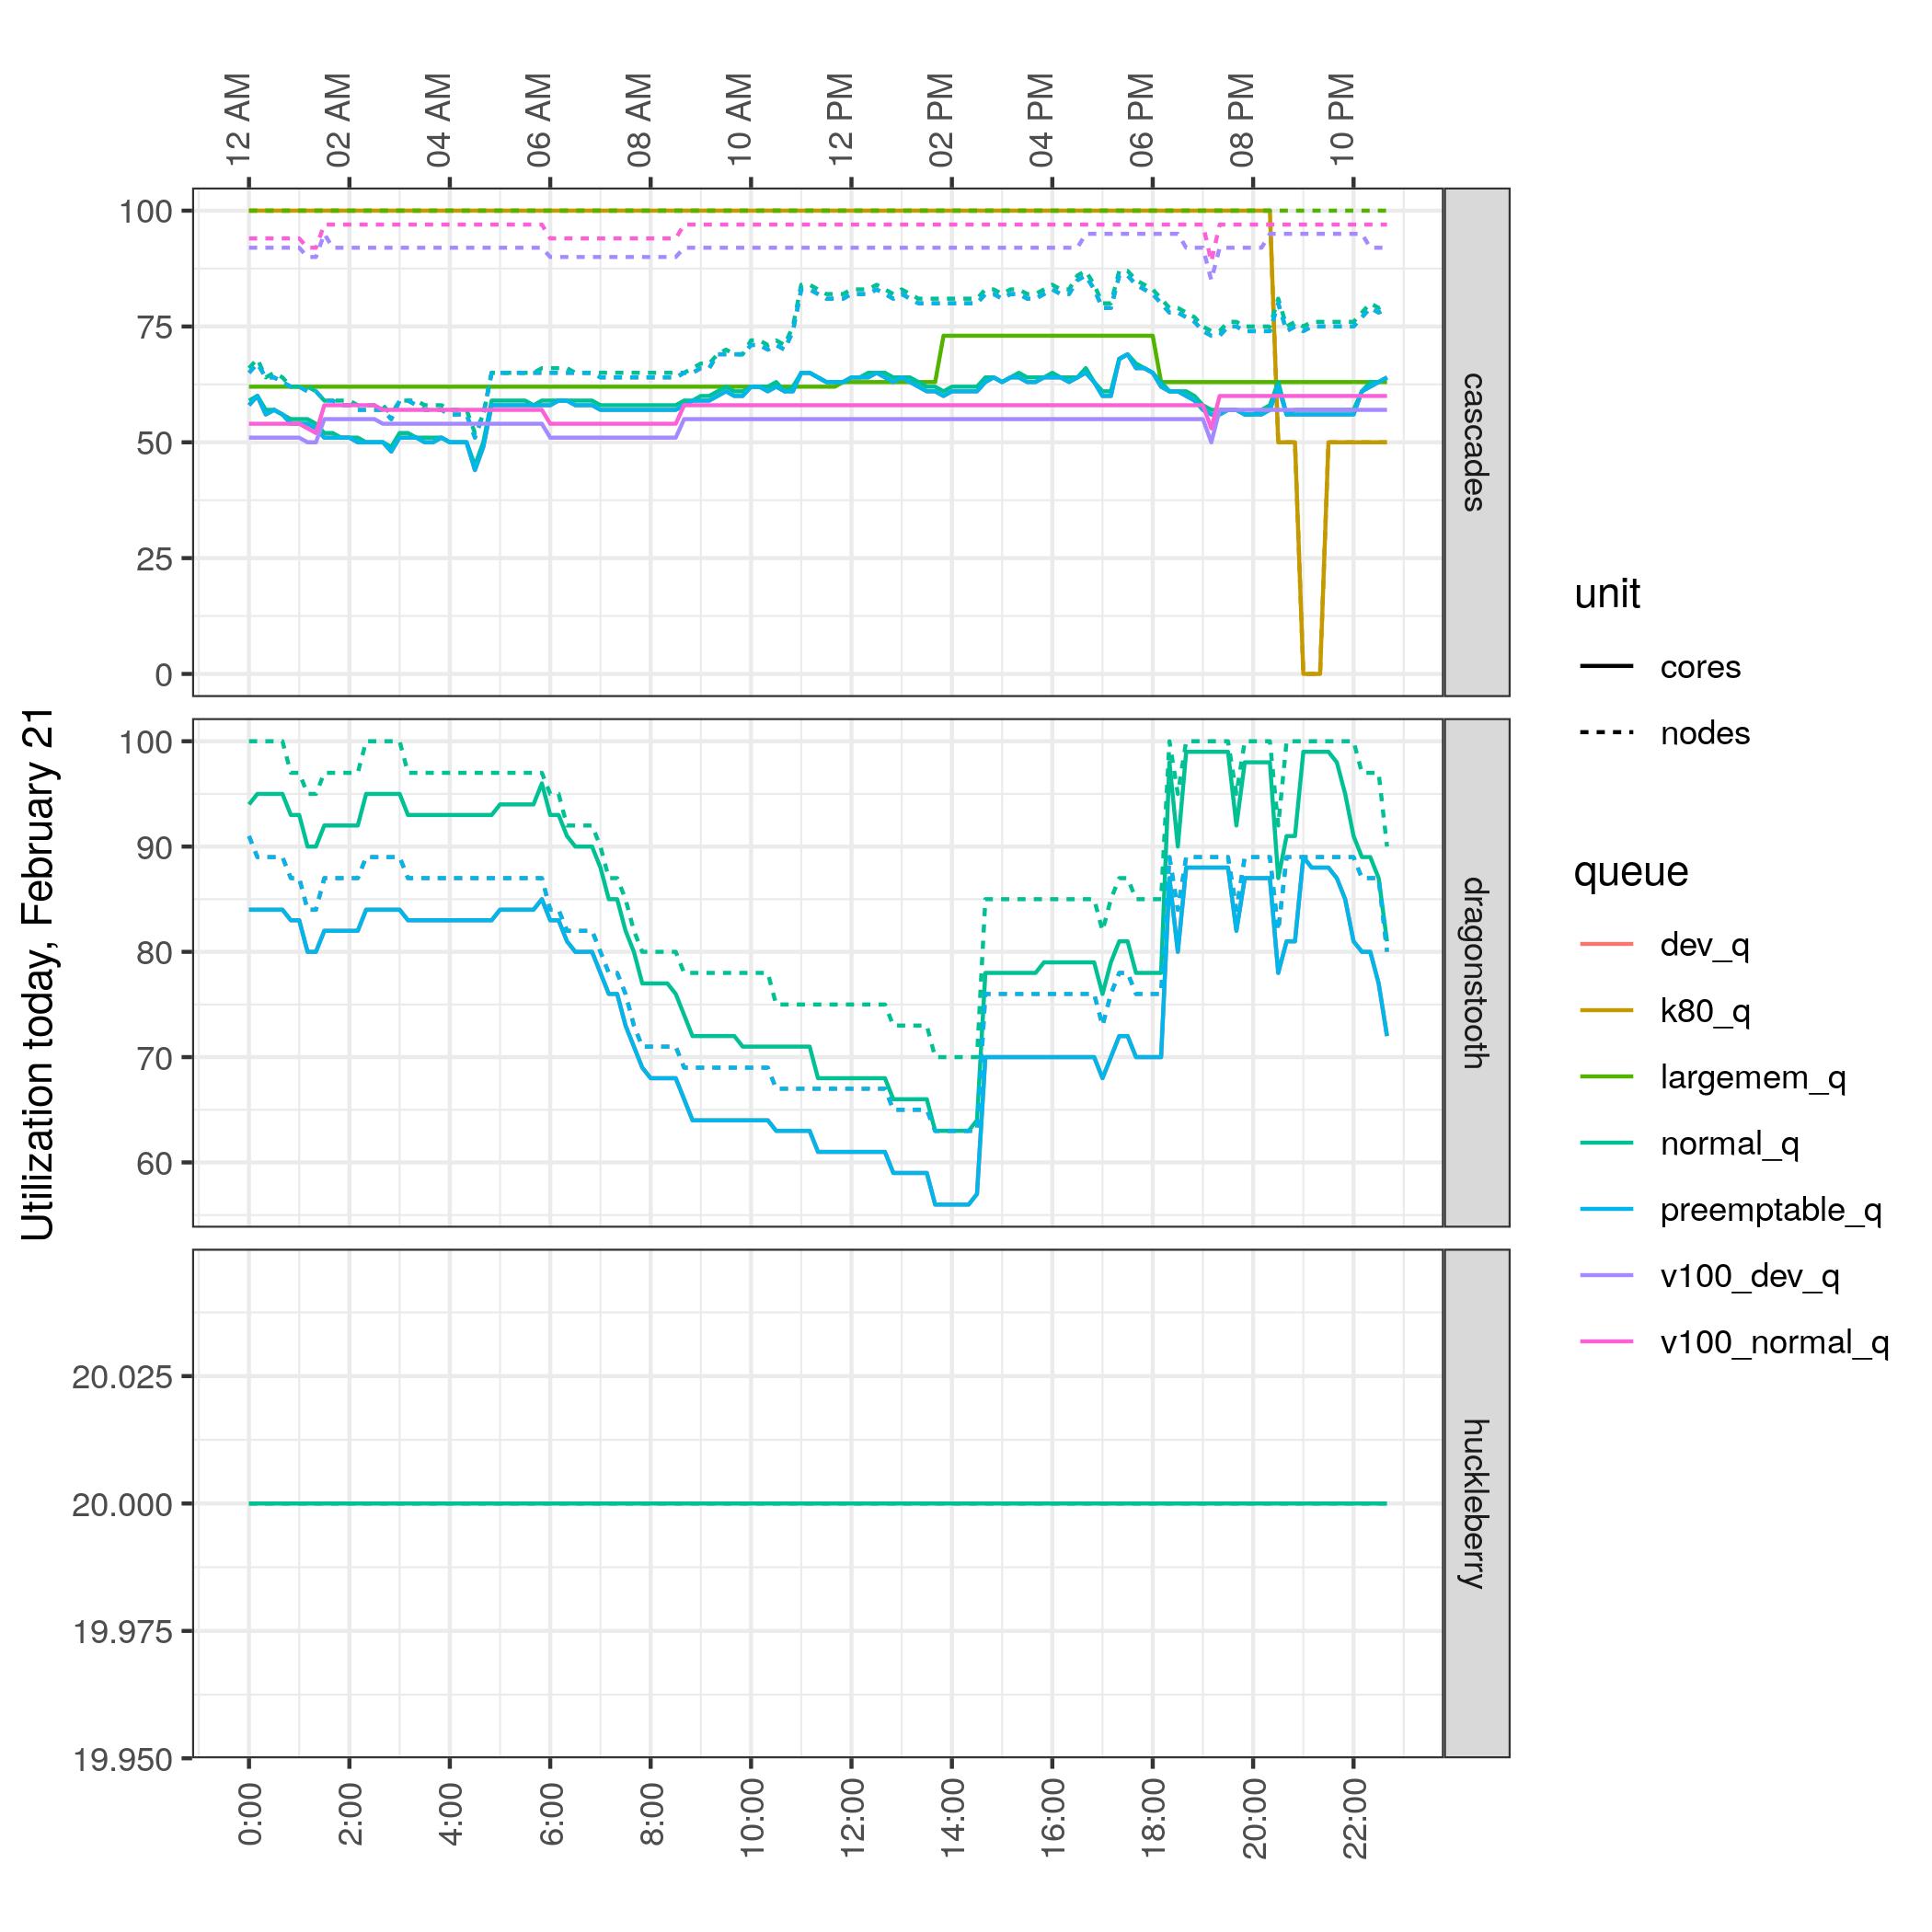 12 AM
02 AM
04 AM
06 AM
08 AM
10 AM
12 PM
02 PM
04 PM
06 PM
08 PM
10 PM
Utilization today, February 21
100
75
50
25
0
cascades
100
90
80
70
60
dragonstooth
20.025
20.000
19.975
19.950
huckleberry
0:00
2:00
4:00
6:00
8:00
10:00
12:00
14:00
16:00
18:00
20:00
22:00
unit
cores
nodes
queue
dev_q
k80_q
largemem_q
normal_q
preemptable_q
v100_dev_q
v100_normal_q